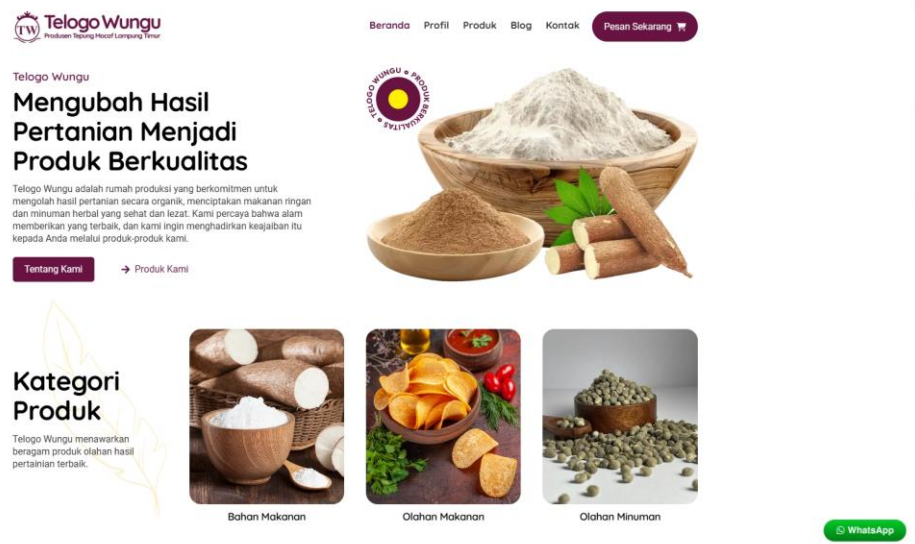 TW
Telogo Wungu
Produsen Tepung Mocaf Lampung Timur
Beranda
Profil
Produk
Blog
Kontak
Pesan Sekarang
Telogo Wungu
Mengubah Hasil
Pertanian Menjadi
Produk Berkualitas
Telogo Wungu adalah rumah produksi yang berkomitmen untuk
mengolah hasil pertanian secara organik, menciptakan makanan ringan
dan minuman herbal yang sehat dan lezat. Kami percaya bahwa alam
memberikan yang terbaik, dan kami ingin menghadirkan keajaiban itu
kepada Anda melalui produk-produk kami.
Tentang Kami
Produk Kami
TELOGO WUNGU • PRODUK BERKUALITAS •
Kategori
Produk
Telogo Wungu menawarkan
beragam produk olahan hasil
pertainian terbaik.
Bahan Makanan
Olahan Makanan
Olahan Minuman
WhatsApp